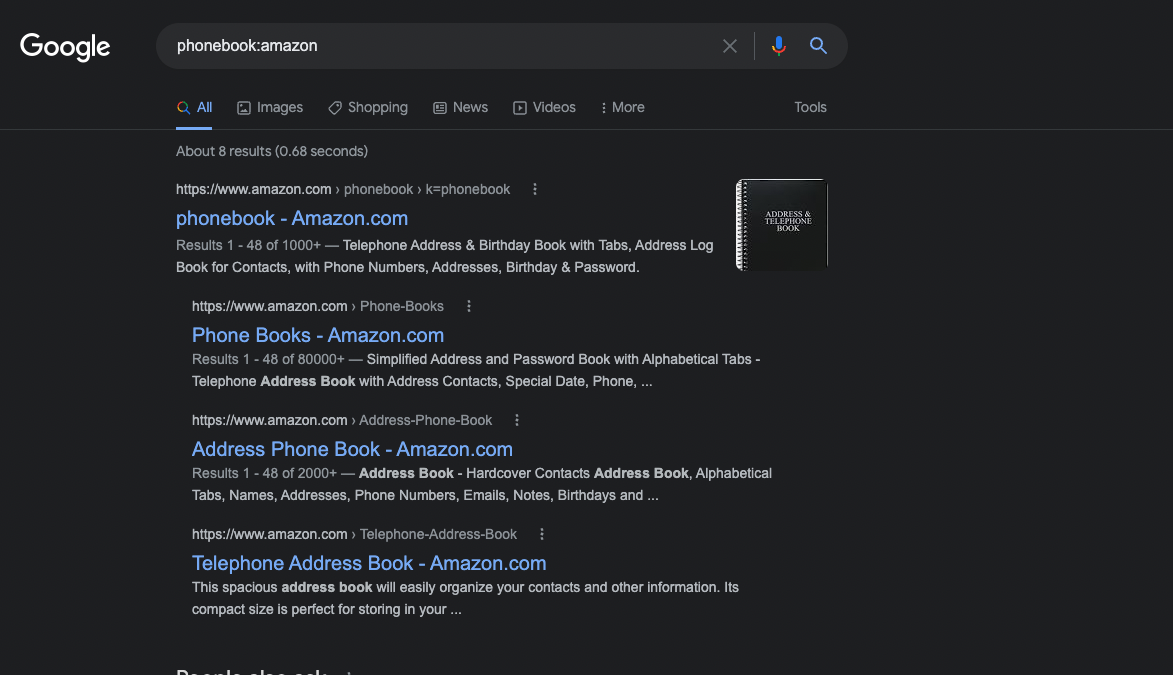 Google
phonebook:amazon
All Images Shopping News Videos More Tools
About 8 results (0.68 seconds)
https://www.amazon.com › phonebook › k=phonebook
phonebook - Amazon.com
Results 1 - 48 of 1000+ — Telephone Address & Birthday Book with Tabs, Address Log
Book for Contacts, with Phone Numbers, Addresses, Birthday & Password.
ADDRESS &
TELEPHONE
BOOK
https://www.amazon.com › Phone-Books
Phone Books - Amazon.com
Results 1 - 48 of 80000+ — Simplified Address and Password Book with Alphabetical Tabs -
Telephone Address Book with Address Contacts, Special Date, Phone, ...
https://www.amazon.com › Address-Phone-Book
Address Phone Book - Amazon.com
Results 1 - 48 of 2000+ — Address Book - Hardcover Contacts Address Book, Alphabetical
Tabs, Names, Addresses, Phone Numbers, Emails, Notes, Birthdays and ...
https://www.amazon.com › Telephone-Address-Book
Telephone Address Book - Amazon.com
This spacious address book will easily organize your contacts and other information. Its
compact size is perfect for storing in your ...
People also ask